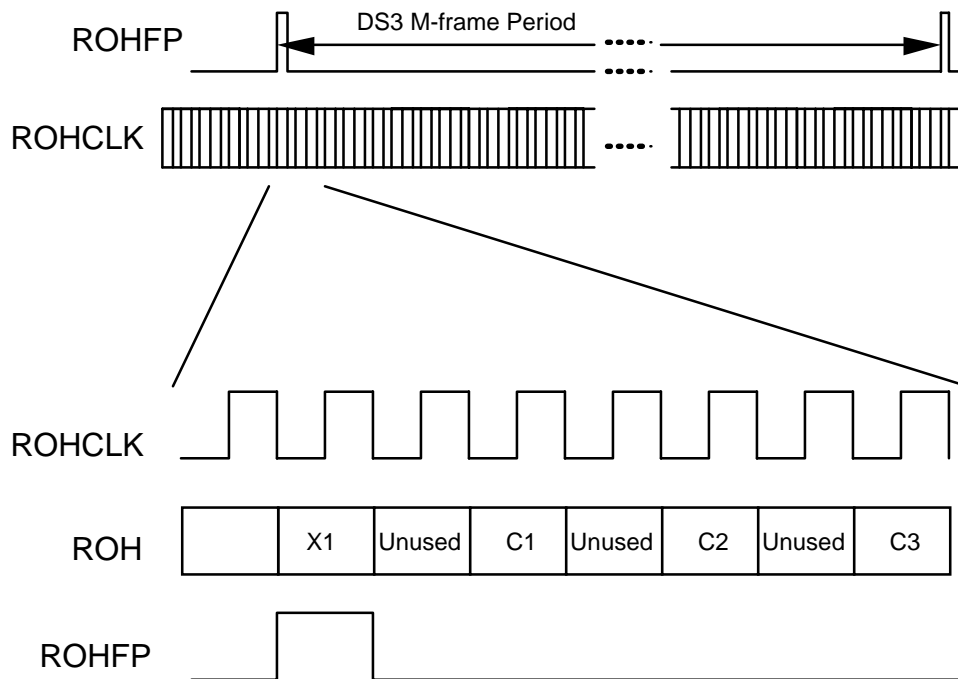 DS3 M-frame Period
ROHFP
ROHCLK
ROHCLK
ROH
X1
Unused
C1
Unused
C2
Unused
C3
ROHFP